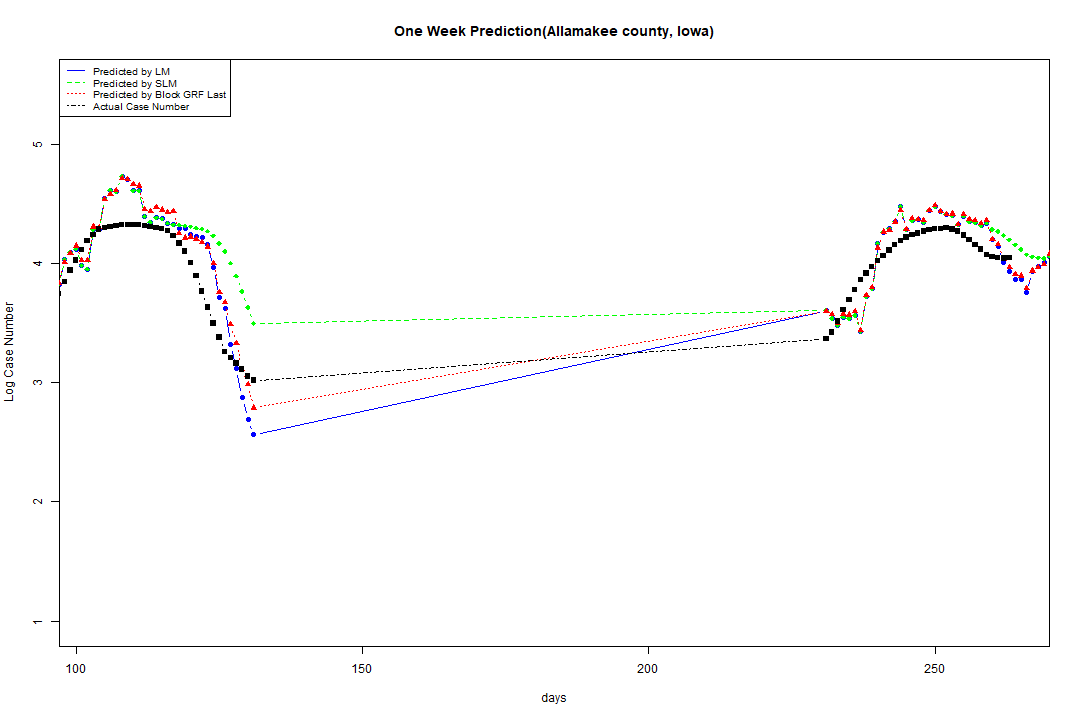 One Week Prediction(Allamakee county, Iowa)
Predicted by LM
Predicted by SLM
Predicted by Block GRF Last
Actual Case Number
5
4
3
2
1
Log Case Number
100 150 200 250
days